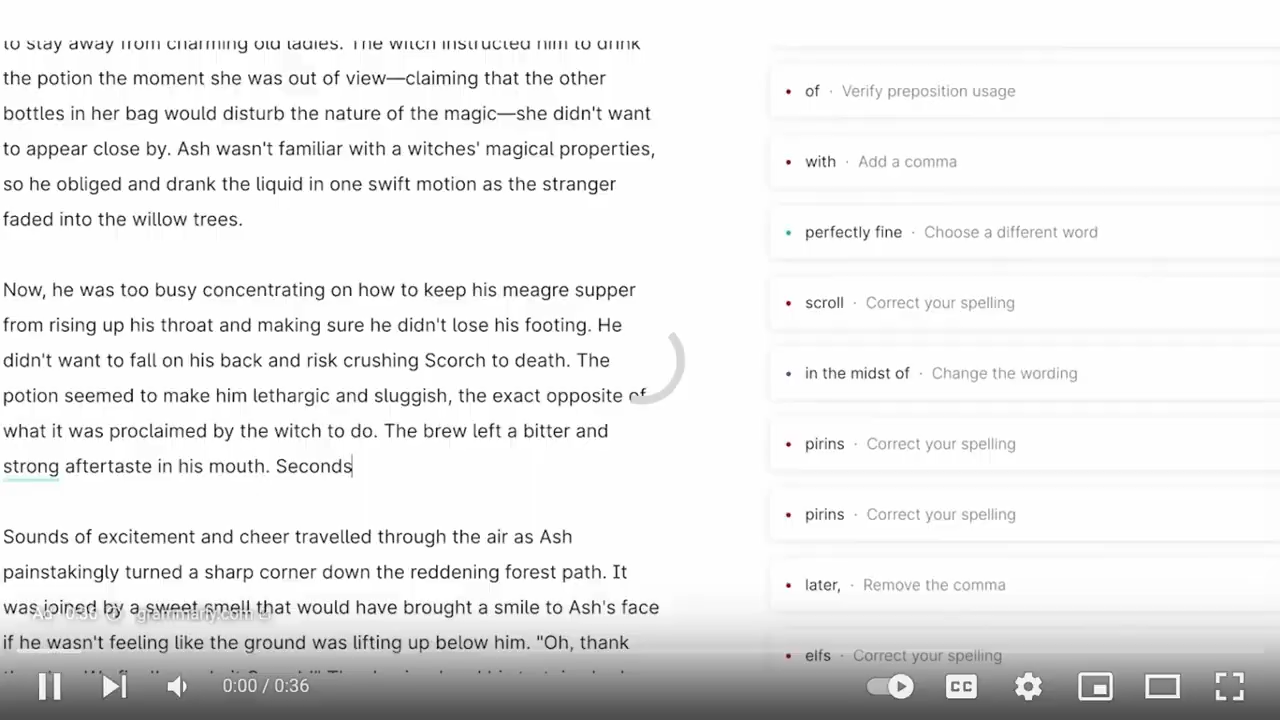 to stay away from charming old ladies. The witch instructed him to drink
the potion the moment she was out of view—claiming that the other
bottles in her bag would disturb the nature of the magic—she didn't want
to appear close by. Ash wasn't familiar with a witches' magical properties,
so he obliged and drank the liquid in one swift motion as the stranger
faded into the willow trees.
Now, he was too busy concentrating on how to keep his meagre supper
from rising up his throat and making sure he didn't lose his footing. He
didn't want to fall on his back and risk crushing Scorch to death. The
potion seemed to make him lethargic and sluggish, the exact opposite of
what it was proclaimed by the witch to do. The brew left a bitter and
strong aftertaste in his mouth. Seconds
Sounds of excitement and cheer travelled through the air as Ash
painstakingly turned a sharp corner down the reddening forest path. It
was joined by a sweet smell that would have brought a smile to Ash's face
if he wasn't feeling like the ground was lifting up below him. "Oh, thank
of · Verify preposition usage
with · Add a comma
perfectly fine · Choose a different word
scroll · Correct your spelling
in the midst of · Change the wording
pirins · Correct your spelling
pirins · Correct your spelling
later, · Remove the comma
elfs · Correct your spelling
Ad · 0:36 grammarly.com
0:00 / 0:36
CC